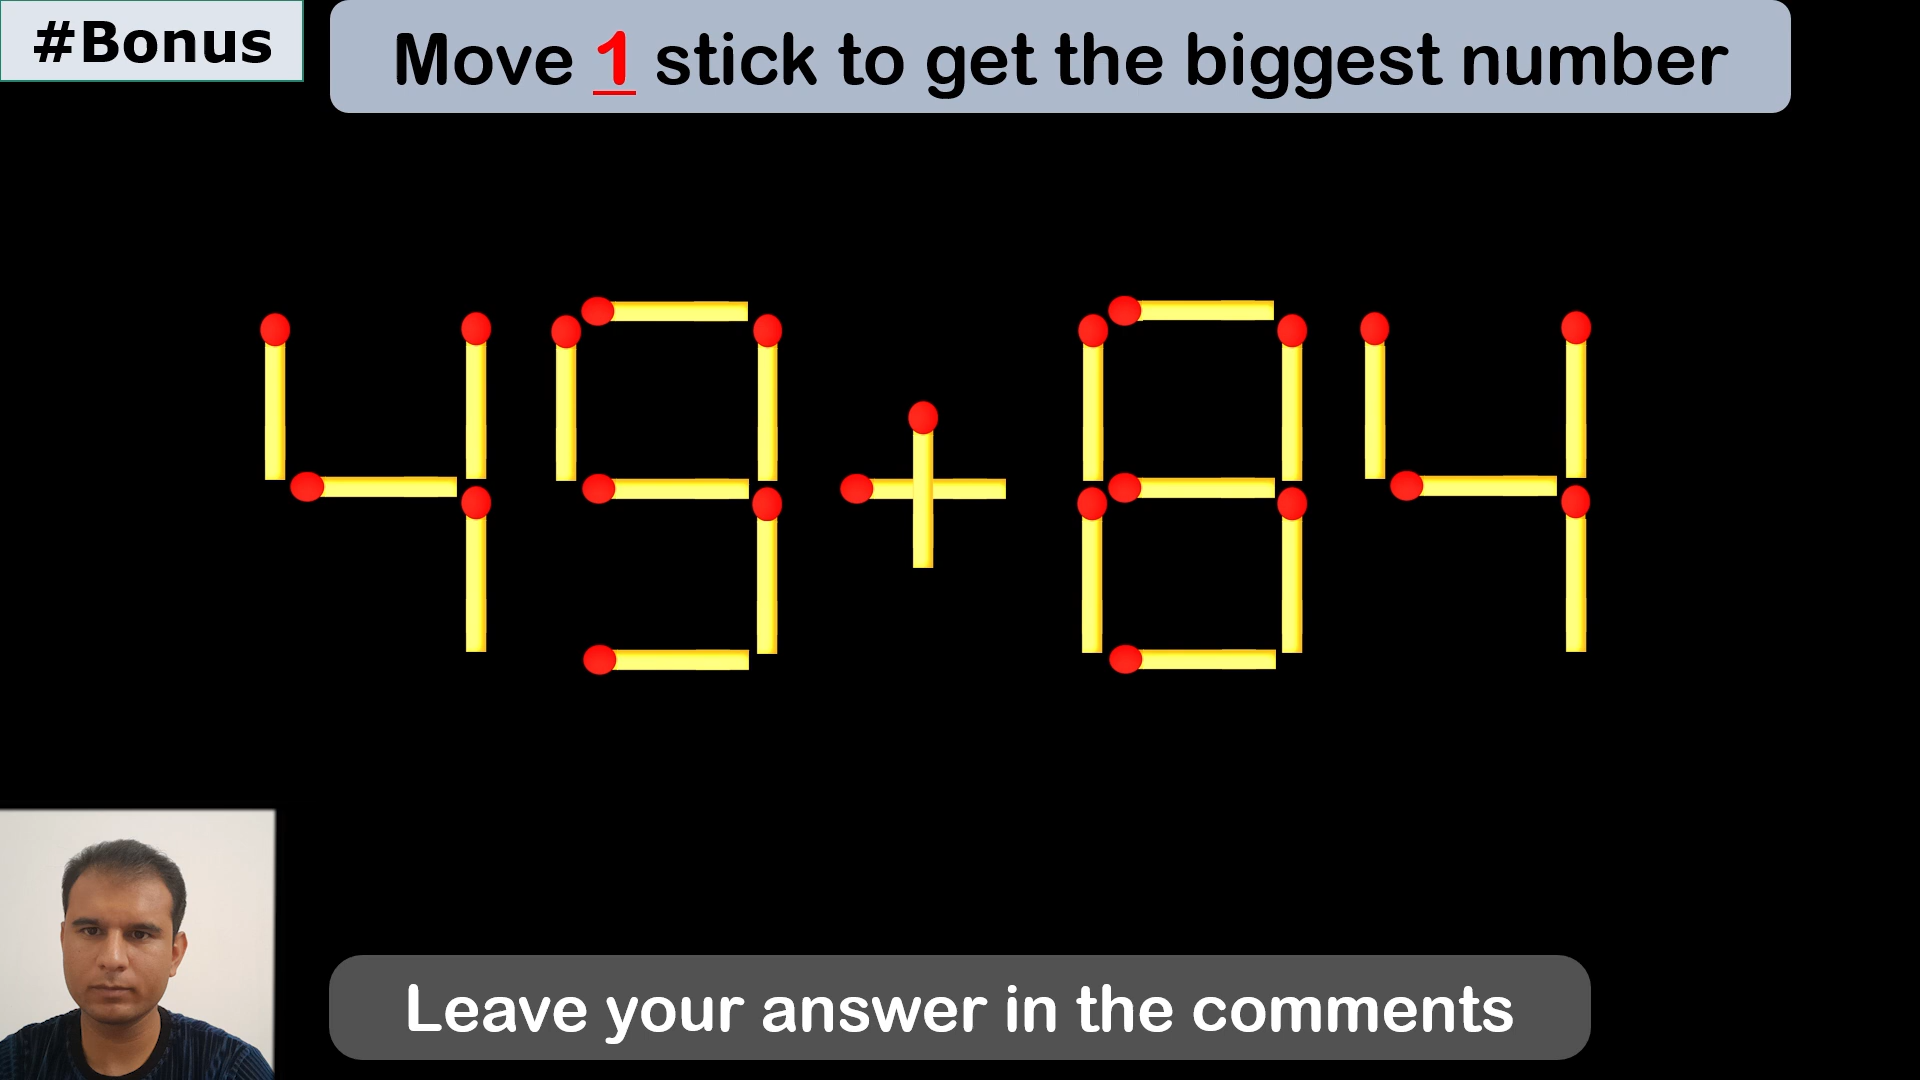 #Bonus
Move 1 stick to get the biggest number
49+84
Leave your answer in the comments